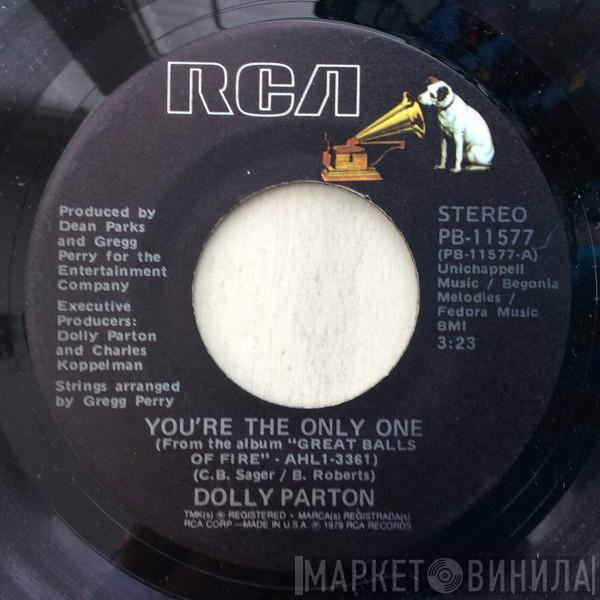 RCA
Produced by
Dean Parks
and Gregg
Perry for the
Entertainment
Company
Executive
Producers:
Dolly Parton
and Charles
Koppelman
Strings arranged
by Gregg Perry
STEREO
PB-11577
(PB-11577-A)
Unichappell
Music / Begonia
Melodies /
Fedora Music
BMI
3:23
YOU'RE THE ONLY ONE
(From the album "GREAT BALLS
OF FIRE" - AHL1-3361)
(C.B. Sager / B. Roberts)
DOLLY PARTON
TMK(s) ® REGISTERED • MARCA(s) REGISTRADA(s)
RCA CORP—MADE IN U.S.A ℗ 1979 RCA RECORDS
МАРКЕТ ВИНИЛА